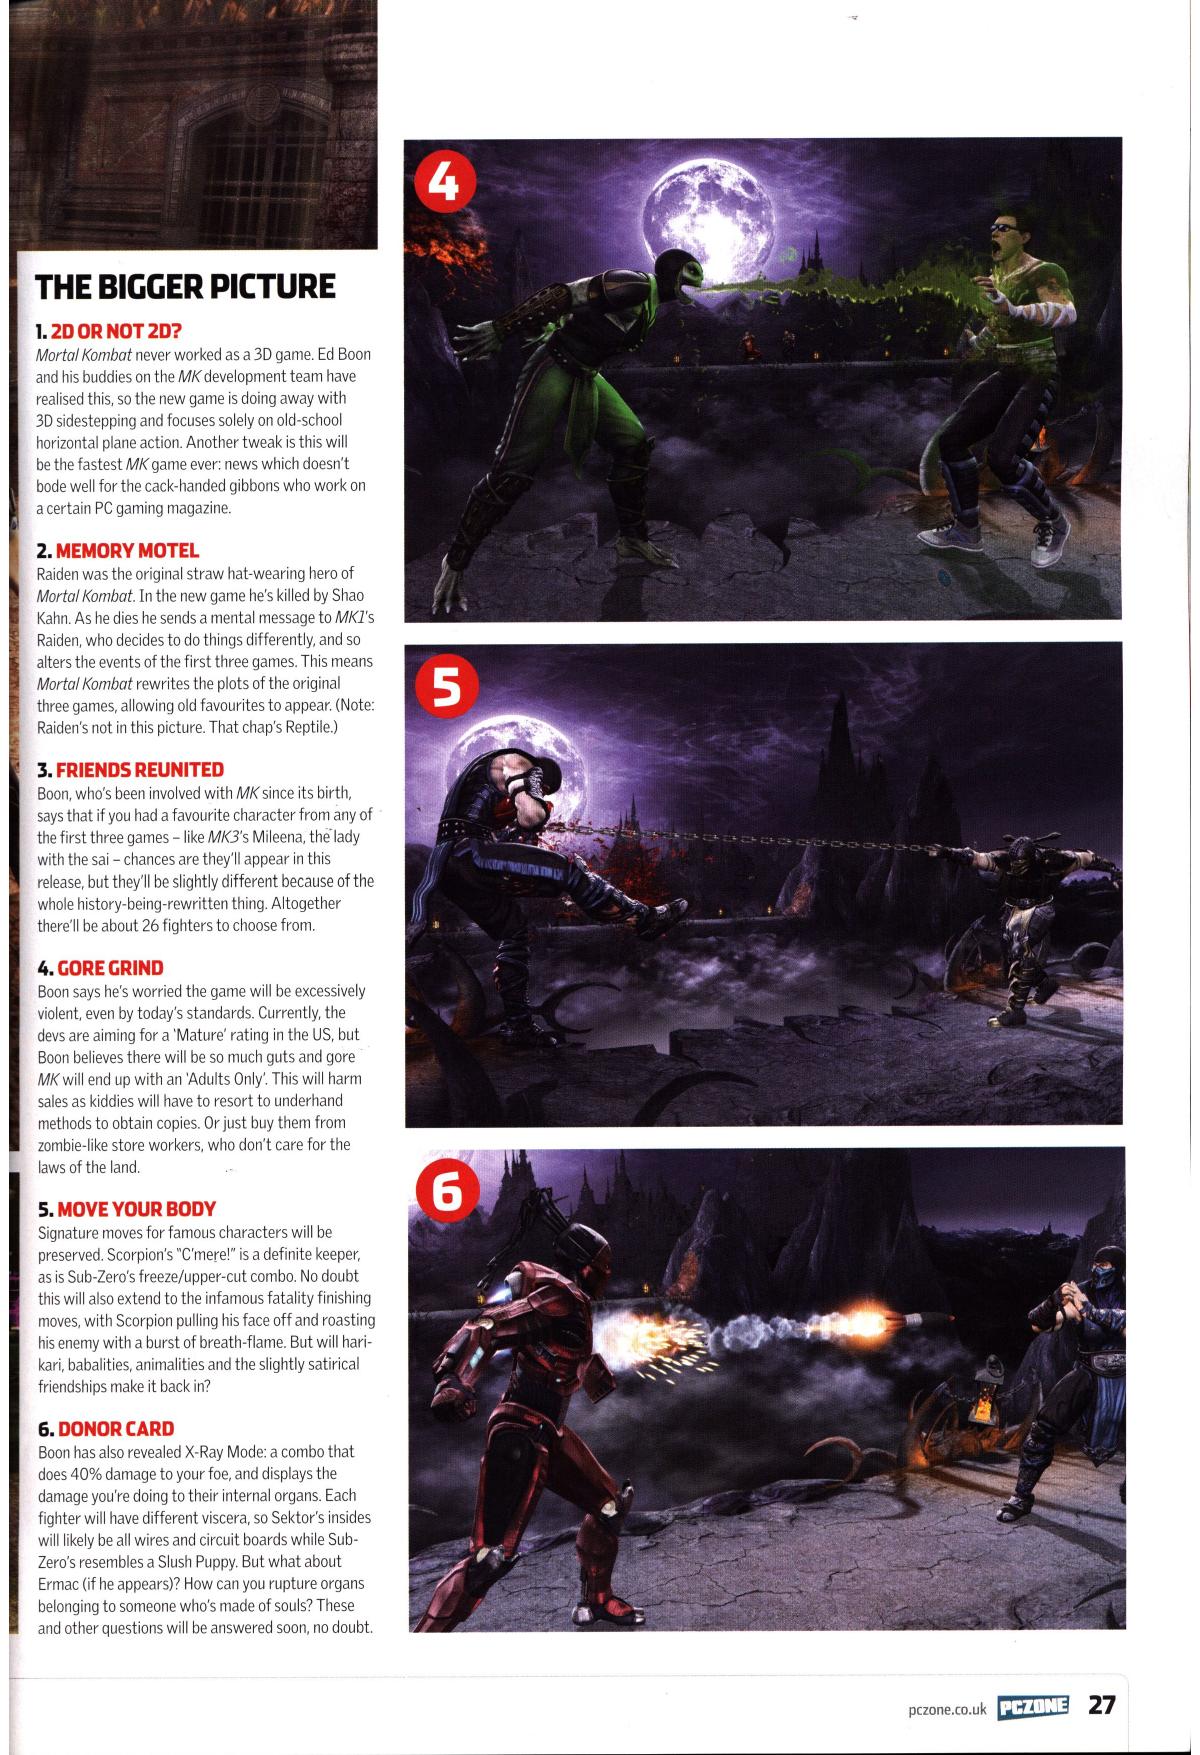 THE BIGGER PICTURE
1. 2D OR NOT 2D?
Mortal Kombat never worked as a 3D game. Ed Boon
and his buddies on the MK development team have
realised this, so the new game is doing away with
3D sidestepping and focuses solely on old-school
horizontal plane action. Another tweak is this will
be the fastest MK game ever: news which doesn't
bode well for the cack-handed gibbons who work on
a certain PC gaming magazine.
2. MEMORY MOTEL
Raiden was the original straw hat-wearing hero of
Mortal Kombat. In the new game he's killed by Shao
Kahn. As he dies he sends a mental message to MK1's
Raiden, who decides to do things differently, and so
alters the events of the first three games. This means
Mortal Kombat rewrites the plots of the original
three games, allowing old favourites to appear. (Note:
Raiden's not in this picture. That chap's Reptile.)
3. FRIENDS REUNITED
Boon, who's been involved with MK since its birth,
says that if you had a favourite character from any of
the first three games – like MK3's Mileena, the lady
with the sai – chances are they'll appear in this
release, but they'll be slightly different because of the
whole history-being-rewritten thing. Altogether
there'll be about 26 fighters to choose from.
4. GORE GRIND
Boon says he's worried the game will be excessively
violent, even by today's standards. Currently, the
devs are aiming for a 'Mature' rating in the US, but
Boon believes there will be so much guts and gore
MK will end up with an 'Adults Only'. This will harm
sales as kiddies will have to resort to underhand
methods to obtain copies. Or just buy them from
zombie-like store workers, who don't care for the
laws of the land.
5. MOVE YOUR BODY
Signature moves for famous characters will be
preserved. Scorpion's "C'mere!" is a definite keeper,
as is Sub-Zero's freeze/upper-cut combo. No doubt
this will also extend to the infamous fatality finishing
moves, with Scorpion pulling his face off and roasting
his enemy with a burst of breath-flame. But will hari-
kari, babalities, animalities and the slightly satirical
friendships make it back in?
6. DONOR CARD
Boon has also revealed X-Ray Mode: a combo that
does 40% damage to your foe, and displays the
damage you're doing to their internal organs. Each
fighter will have different viscera, so Sektor's insides
will likely be all wires and circuit boards while Sub-
Zero's resembles a Slush Puppy. But what about
Ermac (if he appears)? How can you rupture organs
belonging to someone who's made of souls? These
and other questions will be answered soon, no doubt.
4
5
6
pczone.co.uk PCZONE 27